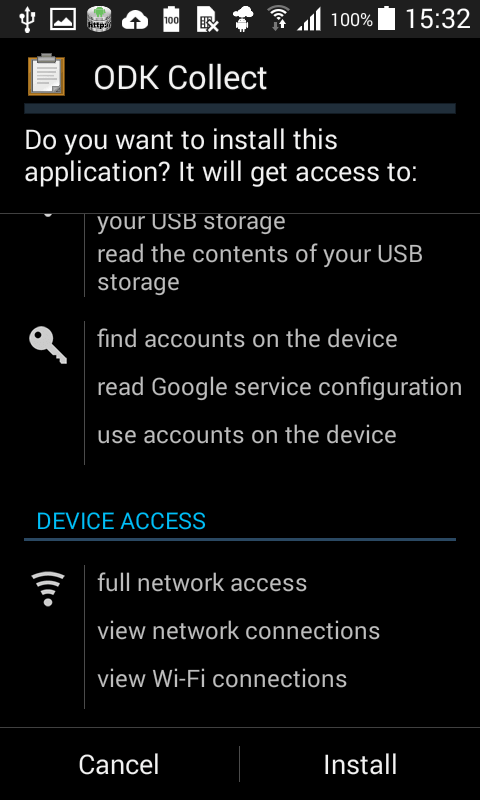 100
http:/
100%
15:32
ODK Collect
Do you want to install this
application? It will get access to:
your USB storage
read the contents of your USB
storage
find accounts on the device
read Google service configuration
use accounts on the device
DEVICE ACCESS
full network access
view network connections
view Wi-Fi connections
Cancel
Install